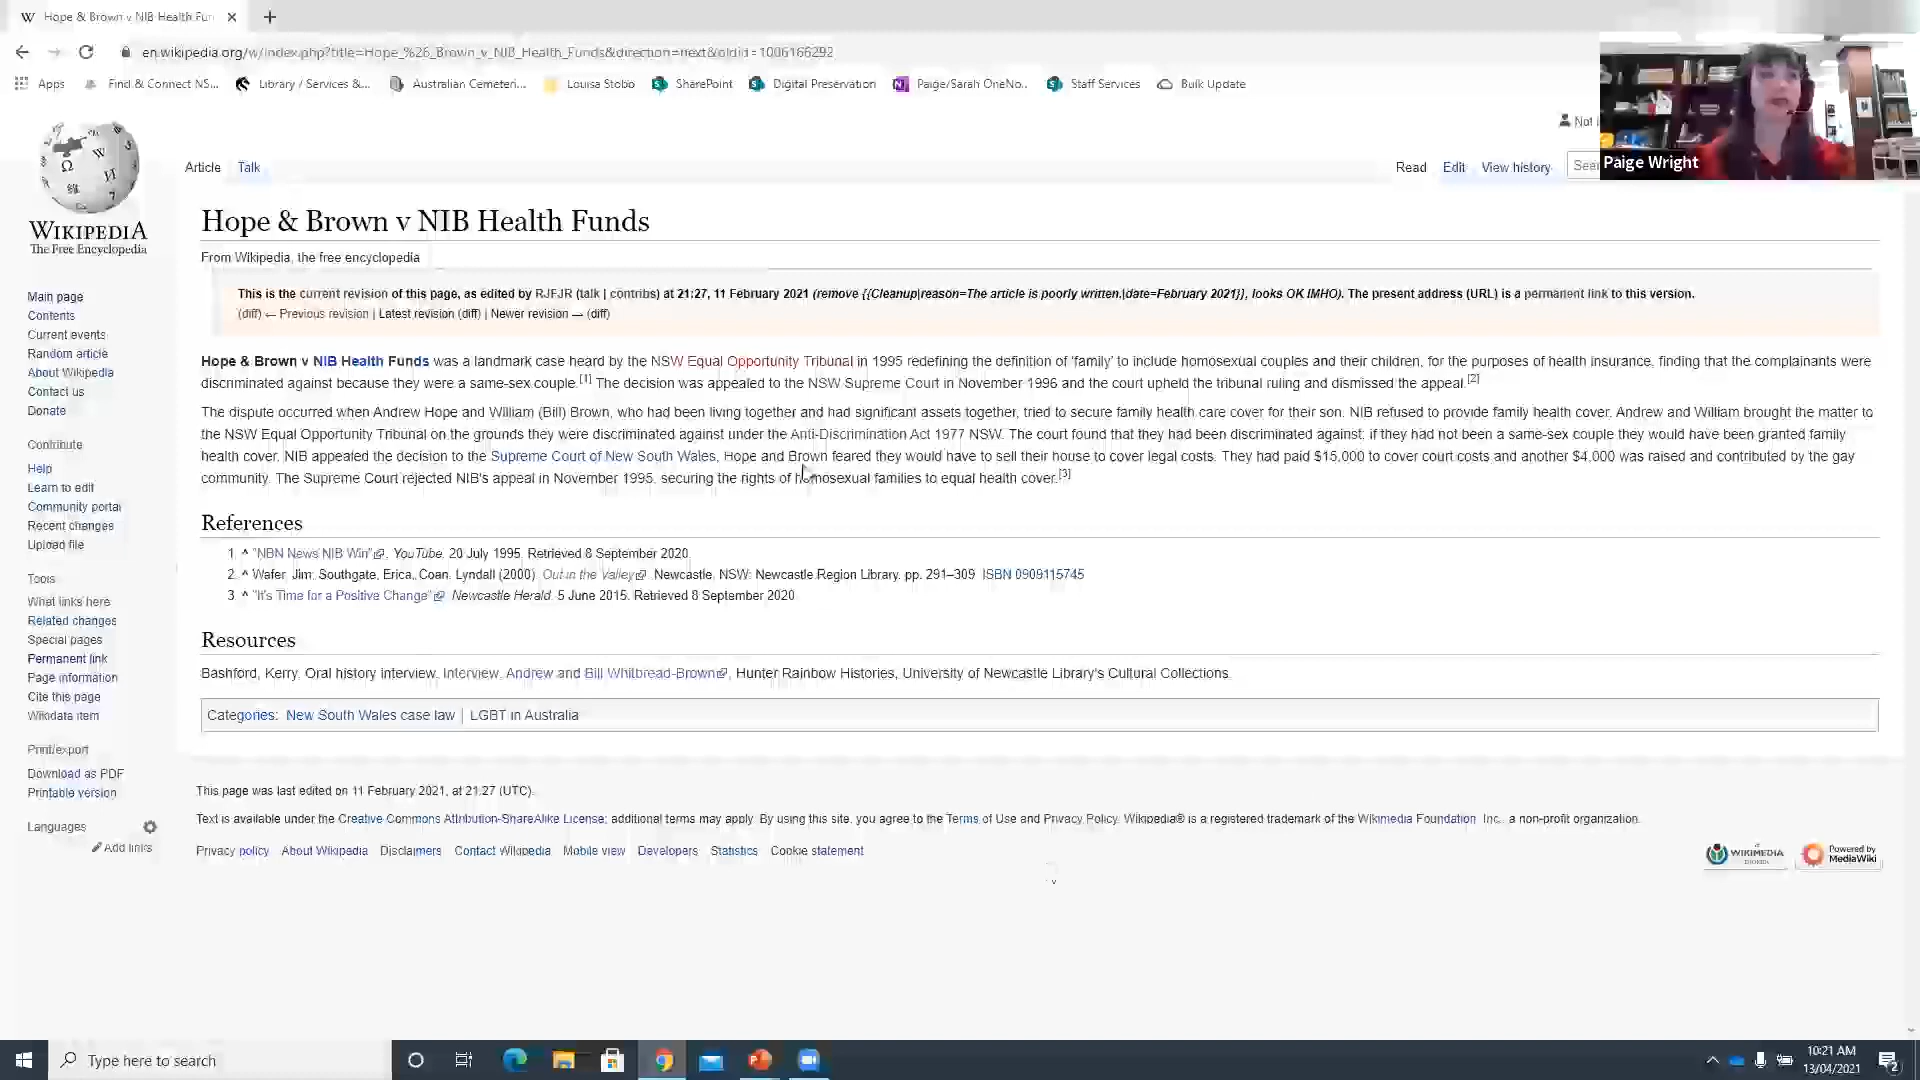 Hope & Brown v NIB Health Fun
en.wikipedia.org/w/index.php?title=Hope_%26_Brown_v_NIB_Health_Funds&direction=next&oldid=1006166292
Apps Find & Connect NS... Library / Services &... Australian Cemeteri... Louisa Stobo SharePoint Digital Preservation Paige/Sarah OneNo... Staff Services Bulk Update
Not
Article Talk Read Edit View history Sea
Paige Wright
WIKIPEDIA
The Free Encyclopedia
Main page
Contents
Current events
Random article
About Wikipedia
Contact us
Donate
Contribute
Help
Learn to edit
Community portal
Recent changes
Upload file
Tools
What links here
Related changes
Special pages
Permanent link
Page information
Cite this page
Wikidata item
Print/export
Download as PDF
Printable version
Languages
Add links
Hope & Brown v NIB Health Funds
From Wikipedia, the free encyclopedia
This is the current revision of this page, as edited by RJFJR (talk | contribs) at 21:27, 11 February 2021 (remove {{Cleanup|reason=The article is poorly written.|date=February 2021}}, looks OK IMHO). The present address (URL) is a permanent link to this version.
(diff) ← Previous revision | Latest revision (diff) | Newer revision → (diff)
Hope & Brown v NIB Health Funds was a landmark case heard by the NSW Equal Opportunity Tribunal in 1995 redefining the definition of 'family' to include homosexual couples and their children, for the purposes of health insurance, finding that the complainants were
discriminated against because they were a same-sex couple.[1] The decision was appealed to the NSW Supreme Court in November 1996 and the court upheld the tribunal ruling and dismissed the appeal.[2]
The dispute occurred when Andrew Hope and William (Bill) Brown, who had been living together and had significant assets together, tried to secure family health care cover for their son. NIB refused to provide family health cover. Andrew and William brought the matter to
the NSW Equal Opportunity Tribunal on the grounds they were discriminated against under the Anti-Discrimination Act 1977 NSW. The court found that they had been discriminated against: if they had not been a same-sex couple they would have been granted family
health cover. NIB appealed the decision to the Supreme Court of New South Wales, Hope and Brown feared they would have to sell their house to cover legal costs. They had paid $15,000 to cover court costs and another $4,000 was raised and contributed by the gay
community. The Supreme Court rejected NIB's appeal in November 1995, securing the rights of homosexual families to equal health cover.[3]
References
1. ^ "NBN News NIB Win". YouTube. 20 July 1995. Retrieved 8 September 2020.
2. ^ Wafer, Jim; Southgate, Erica; Coan, Lyndall (2000). Out in the Valley. Newcastle, NSW: Newcastle Region Library. pp. 291–309. ISBN 0909115745
3. ^ "It's Time for a Positive Change". Newcastle Herald. 5 June 2015. Retrieved 8 September 2020
Resources
Bashford, Kerry. Oral history interview. Interview, Andrew and Bill Whitbread-Brown, Hunter Rainbow Histories, University of Newcastle Library's Cultural Collections.
Categories: New South Wales case law | LGBT in Australia
This page was last edited on 11 February 2021, at 21:27 (UTC).
Text is available under the Creative Commons Attribution-ShareAlike License; additional terms may apply. By using this site, you agree to the Terms of Use and Privacy Policy. Wikipedia® is a registered trademark of the Wikimedia Foundation, Inc., a non-profit organization.
Privacy policy About Wikipedia Disclaimers Contact Wikipedia Mobile view Developers Statistics Cookie statement
WIKIMEDIA
Powered by
MediaWiki
Type here to search
10:21 AM
13/04/2021
2